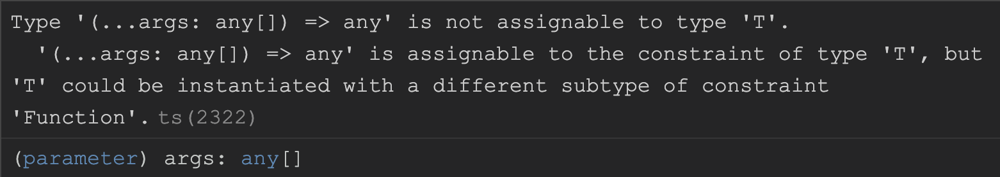 Type '(...args: any[]) => any' is not assignable to type 'T'.
'(...args: any[]) => any' is assignable to the constraint of type 'T', but
'T' could be instantiated with a different subtype of constraint
'Function'. ts(2322)
(parameter) args: any[]